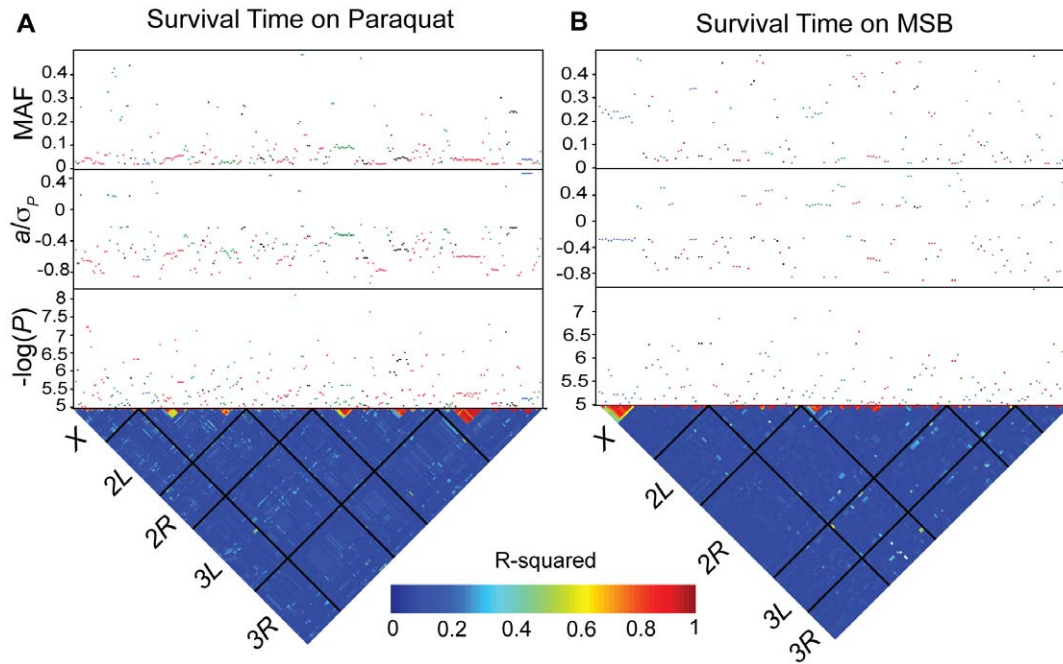 A Survival Time on Paraquat
MAF
0.4
0.3
0.2
0.1
0
a/σP
0.4
0
-0.4
-0.8
-log(P)
8
7.5
7
6.5
6
5.5
5
X
2L
2R
3L
3R
B Survival Time on MSB
0.4
0.3
0.2
0.1
0
0.4
0.2
0
-0.4
-0.8
7
6.5
6
5.5
5
X
2L
2R
3L
3R
R-squared
0 0.2 0.4 0.6 0.8 1